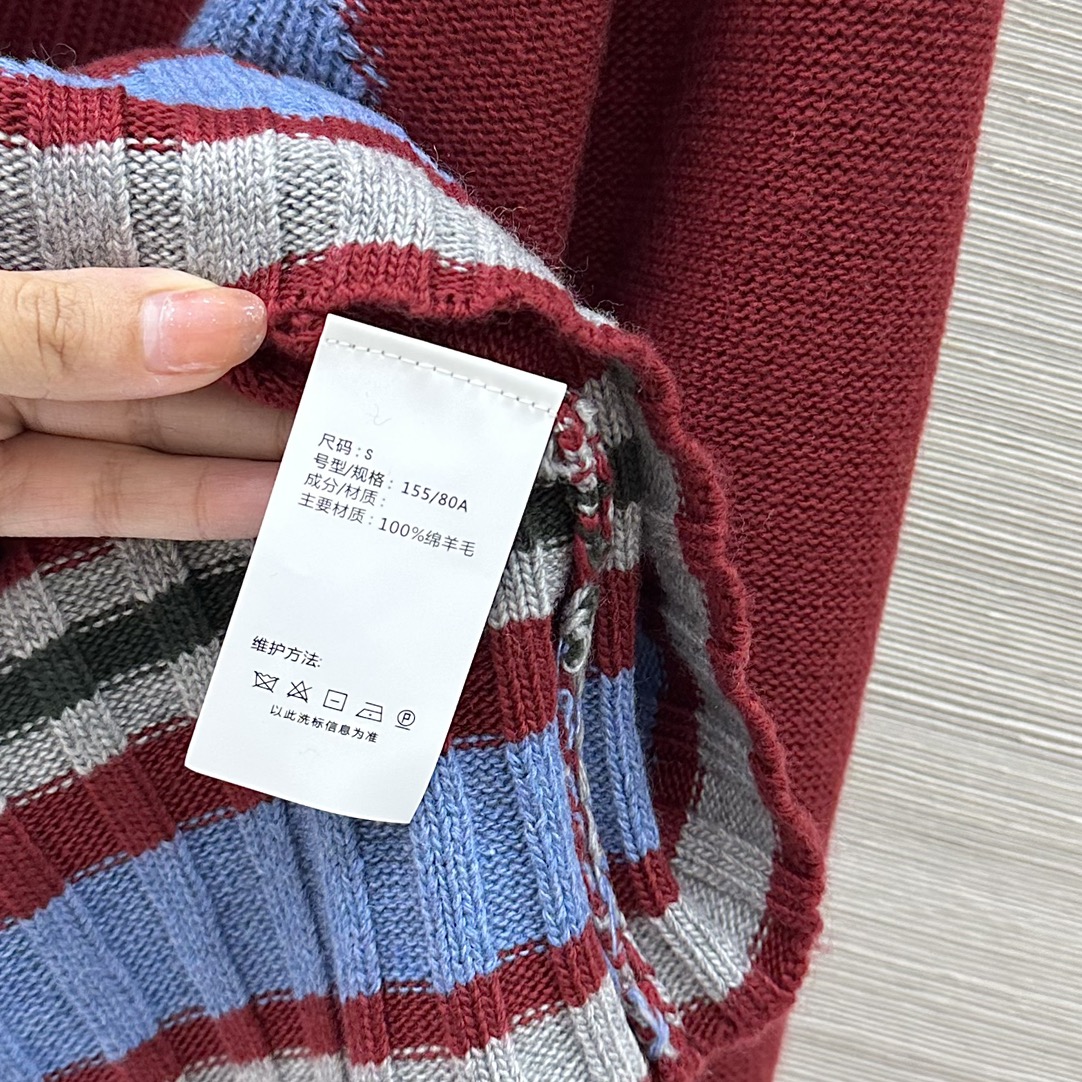 尺码：S
号型/规格：155/80A
成分/材质：
主要材质：100%绵羊毛
维护方法:
P
以此洗标信息为准